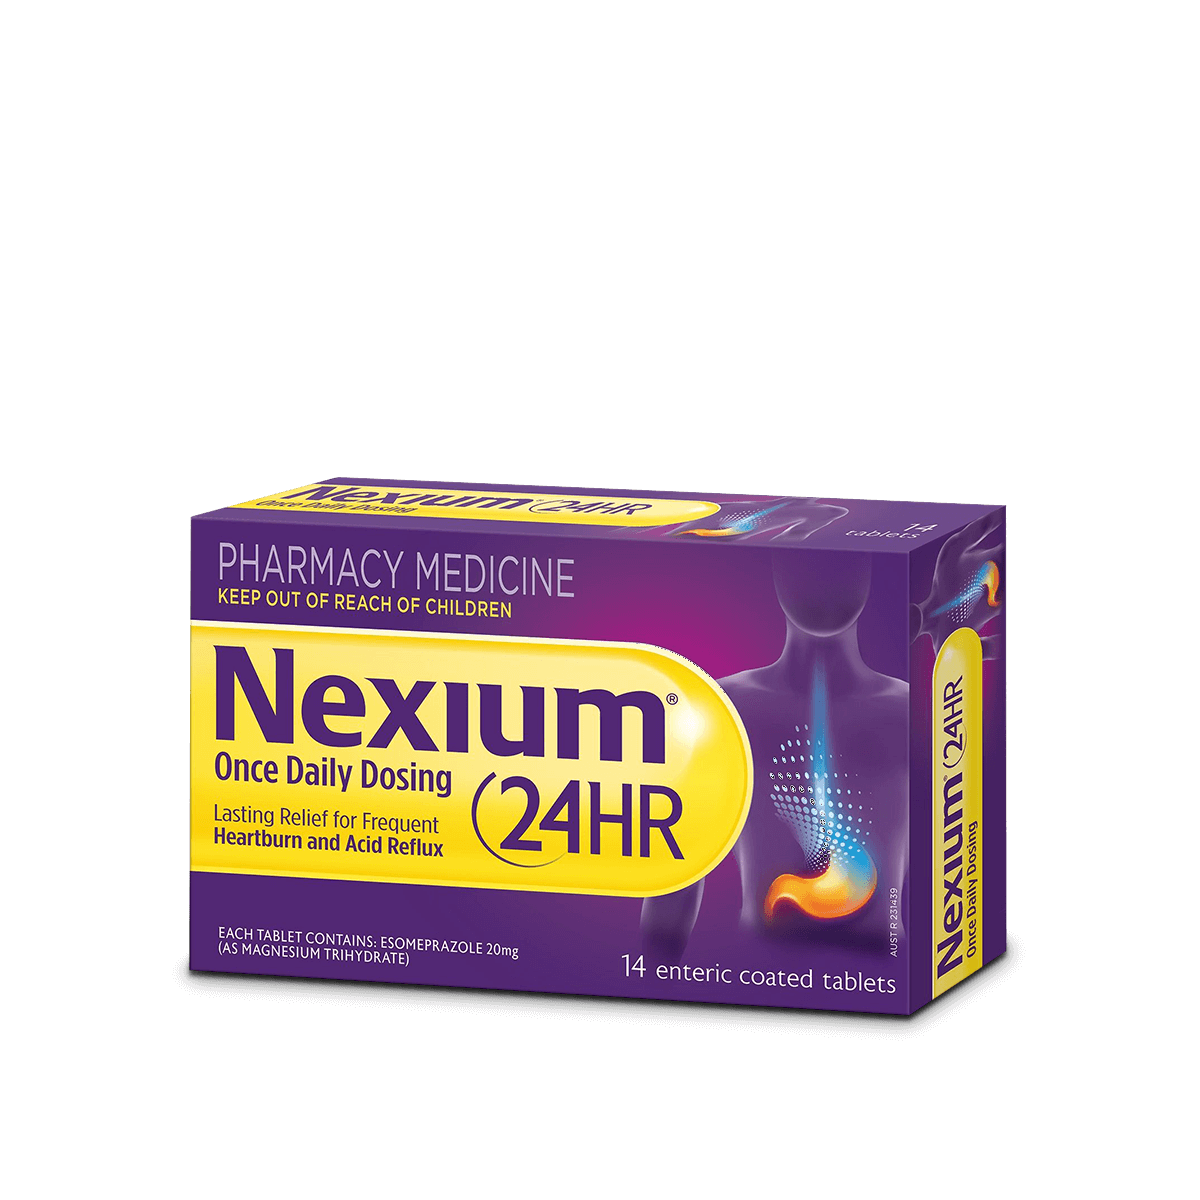 Nexium® 24HR
Once Daily Dosing
14
tablets
PHARMACY MEDICINE
KEEP OUT OF REACH OF CHILDREN
Nexium®
Once Daily Dosing
24HR
Lasting Relief for Frequent
Heartburn and Acid Reflux
EACH TABLET CONTAINS: ESOMEPRAZOLE 20mg
(AS MAGNESIUM TRIHYDRATE)
14 enteric coated tablets
AUST R 231439
Nexium® 24HR
Once Daily Dosing